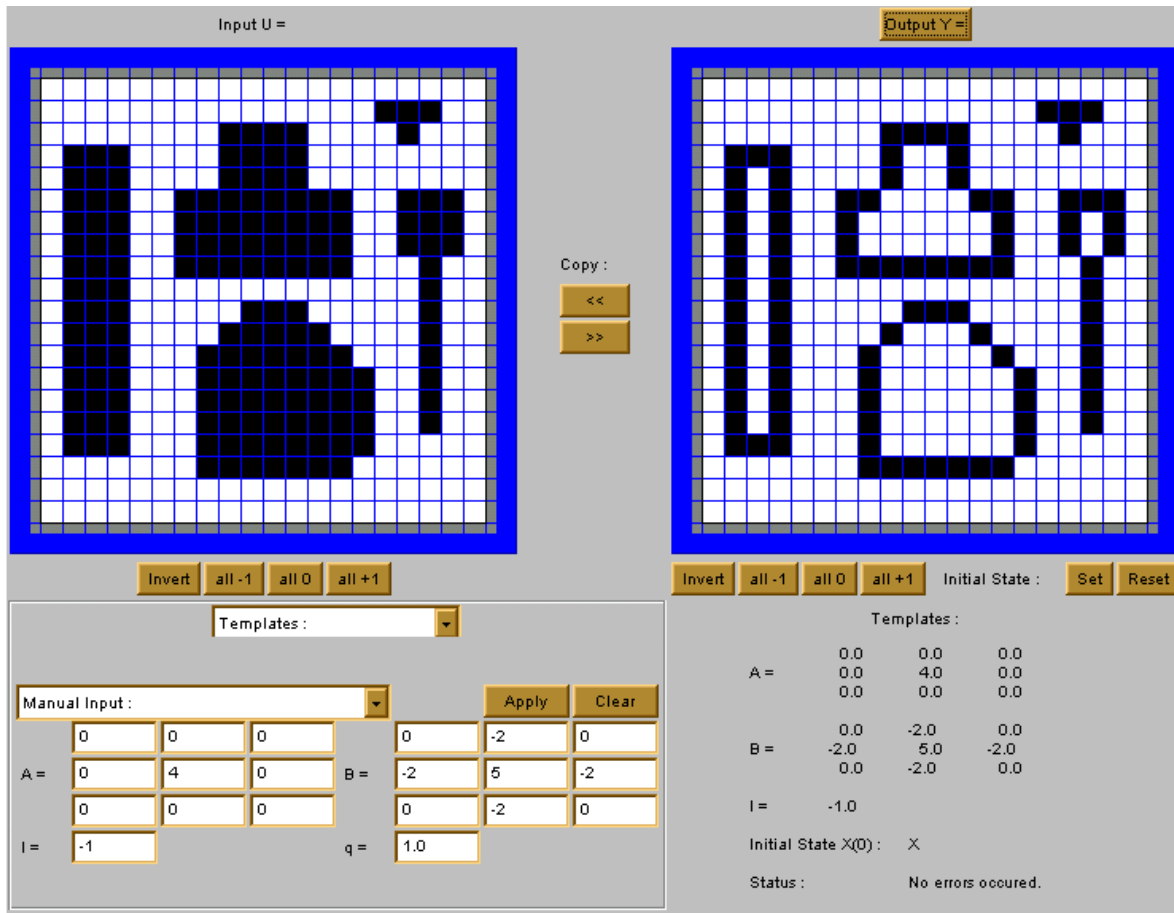 Input U =
Output Y =
Copy :
<<
>>
Invert all -1 all 0 all +1
Invert all -1 all 0 all +1 Initial State : Set Reset
Templates :
Manual Input :
Apply Clear
0 0 0 0 -2 0
A = 0 4 0 B = -2 5 -2
0 0 0 0 -2 0
I = -1 q = 1.0
Templates :
0.0 0.0 0.0
A = 0.0 4.0 0.0
0.0 0.0 0.0
0.0 -2.0 0.0
B = -2.0 5.0 -2.0
0.0 -2.0 0.0
I = -1.0
Initial State X(0) : X
Status : No errors occured.